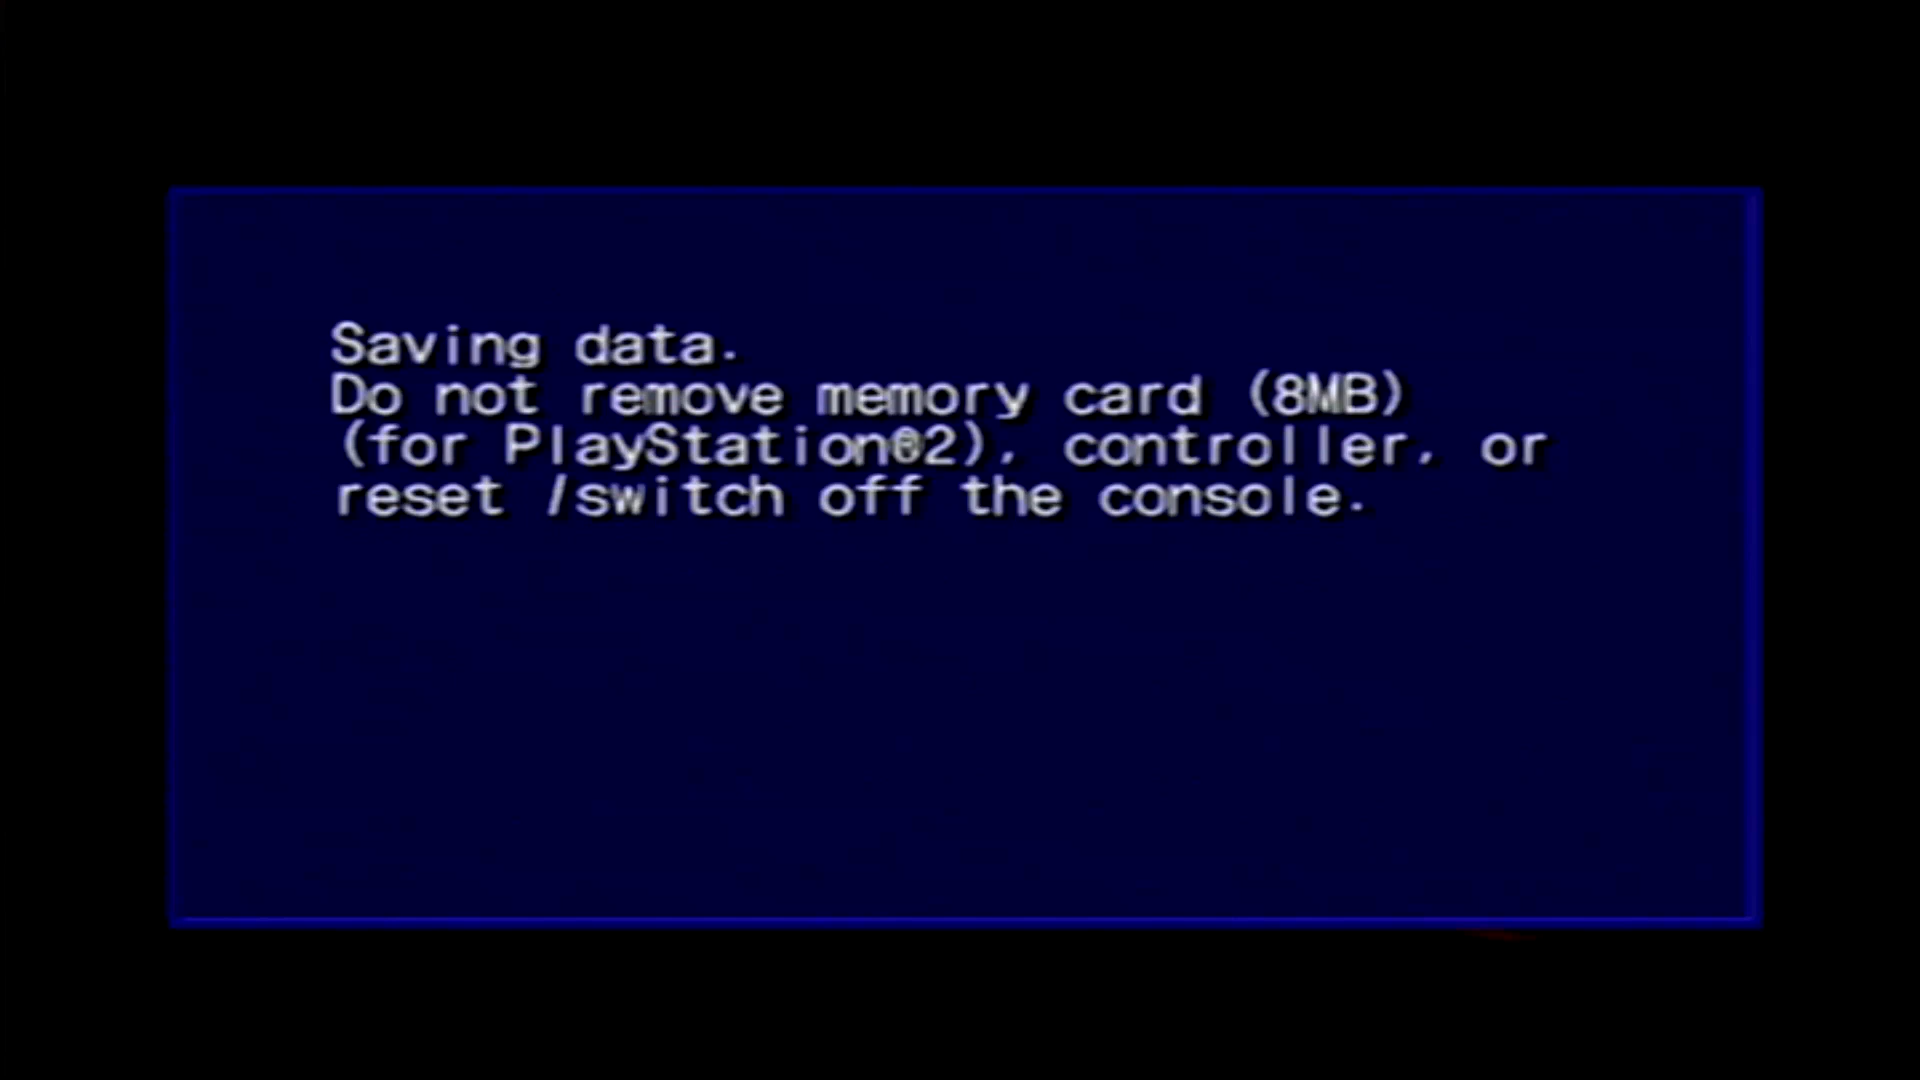 Saving data.
Do not remove memory card (8MB)
(for PlayStation®2), controller, or
reset /switch off the console.